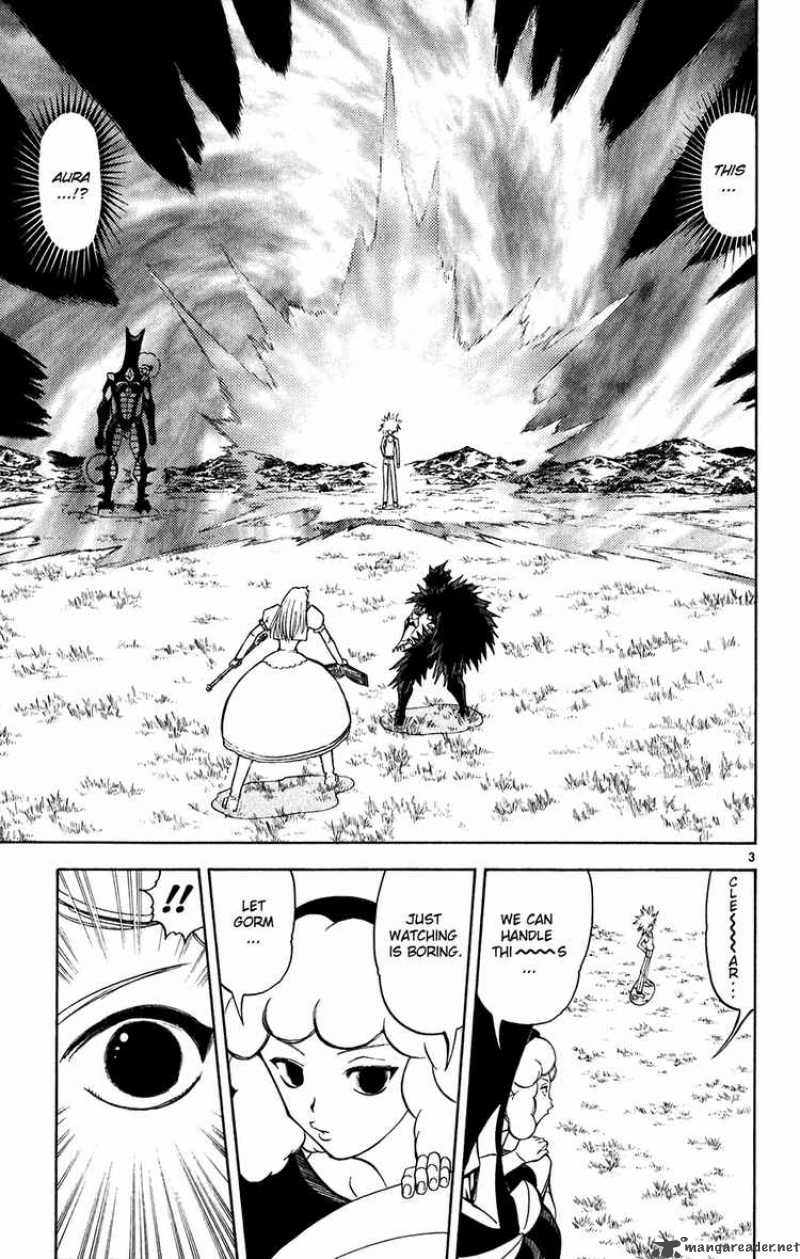 THIS
...
AURA
...!?
3
CLE~~~~AR...
WE CAN
HANDLE
THI~~~~S
...
JUST
WATCHING
IS BORING.
LET
GORM
...
!!
mangareader.net